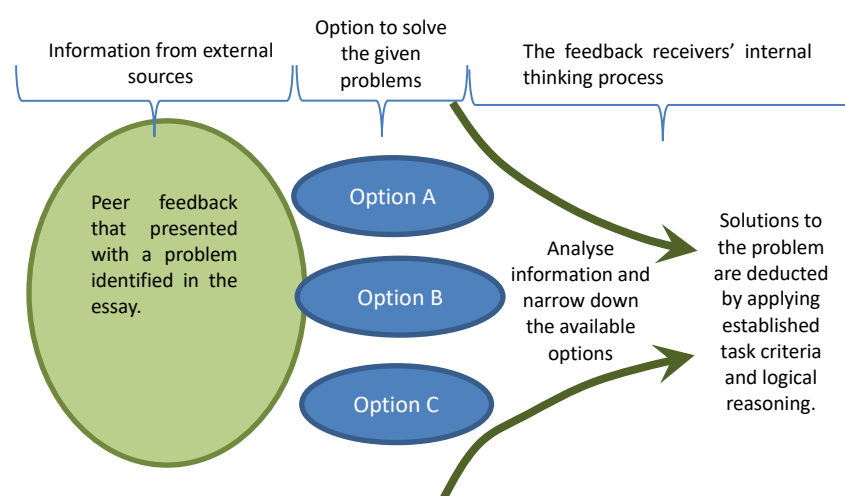 Information from external
sources
Option to solve
the given
problems
The feedback receivers' internal
thinking process
Peer feedback
that presented
with a problem
identified in the
essay.
Option A
Option B
Option C
Analyse
information and
narrow down
the available
options
Solutions to
the problem
are deducted
by applying
established
task criteria
and logical
reasoning.